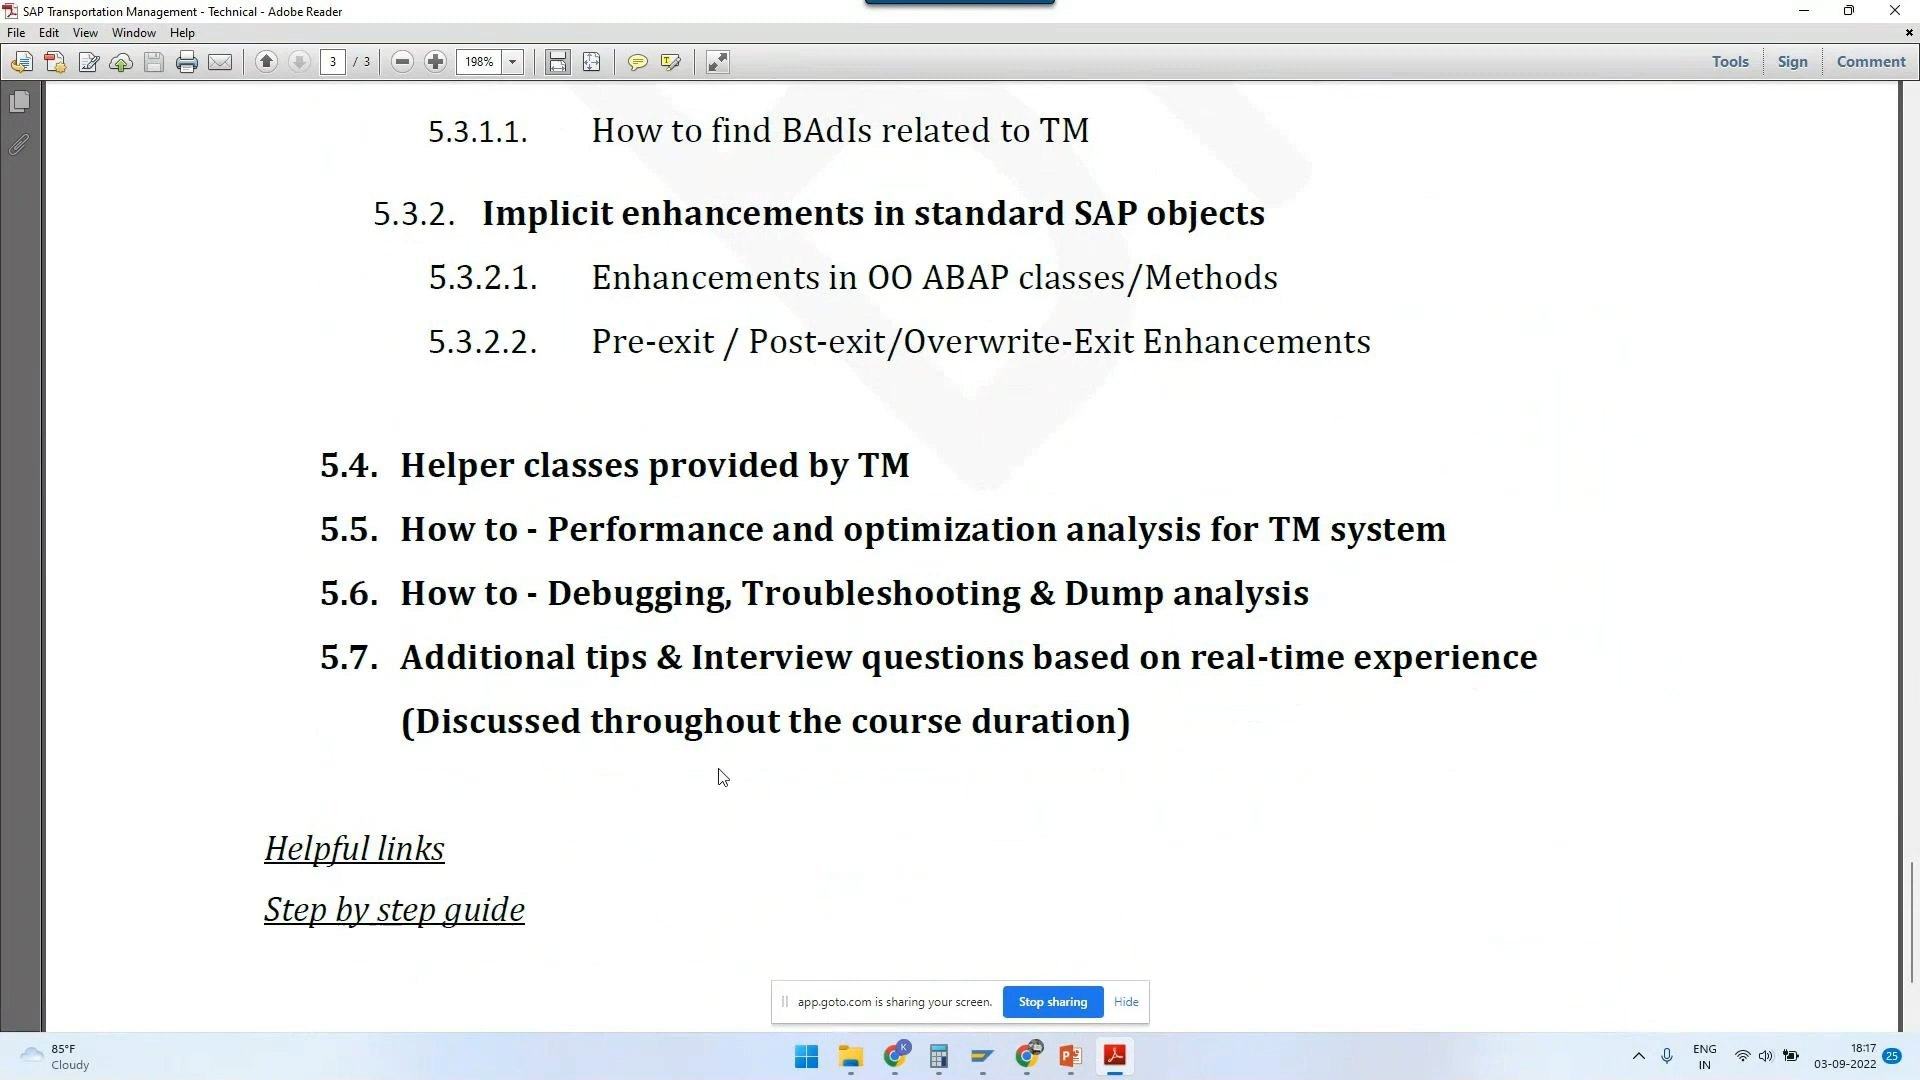 SAP Transportation Management - Technical - Adobe Reader
File Edit View Window Help
3 / 3 198% Tools Sign Comment
5.3.1.1. How to find BAdIs related to TM
5.3.2. Implicit enhancements in standard SAP objects
5.3.2.1. Enhancements in OO ABAP classes/Methods
5.3.2.2. Pre-exit / Post-exit/Overwrite-Exit Enhancements
5.4. Helper classes provided by TM
5.5. How to - Performance and optimization analysis for TM system
5.6. How to - Debugging, Troubleshooting & Dump analysis
5.7. Additional tips & Interview questions based on real-time experience
(Discussed throughout the course duration)
Helpful links
Step by step guide
app.goto.com is sharing your screen. Stop sharing Hide
85°F
Cloudy
ENG
IN
18:17
03-09-2022
25